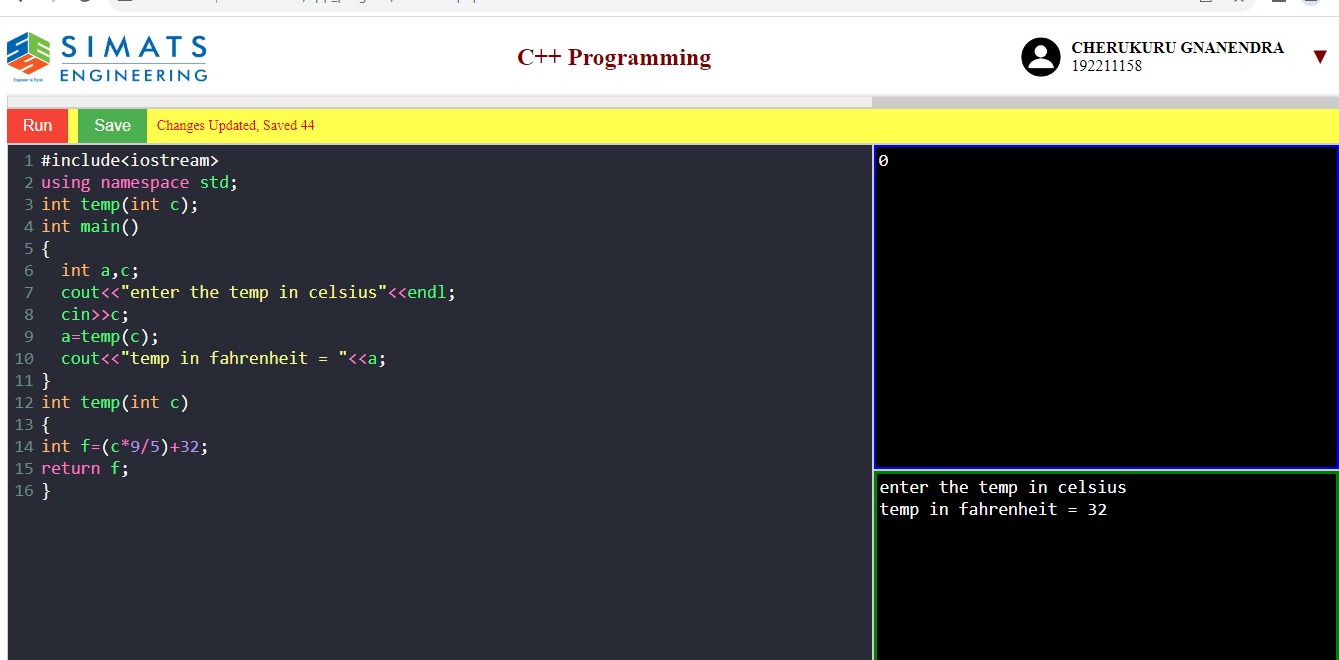 SIMATS
ENGINEERING
C++ Programming
CHERUKURU GNANENDRA
192211158
▼
Run Save Changes Updated, Saved 44
1 #include<iostream>
2 using namespace std;
3 int temp(int c);
4 int main()
5 {
6   int a,c;
7   cout<<"enter the temp in celsius"<<endl;
8   cin>>c;
9   a=temp(c);
10   cout<<"temp in fahrenheit = "<<a;
11 }
12 int temp(int c)
13 {
14 int f=(c*9/5)+32;
15 return f;
16 }
0
enter the temp in celsius
temp in fahrenheit = 32